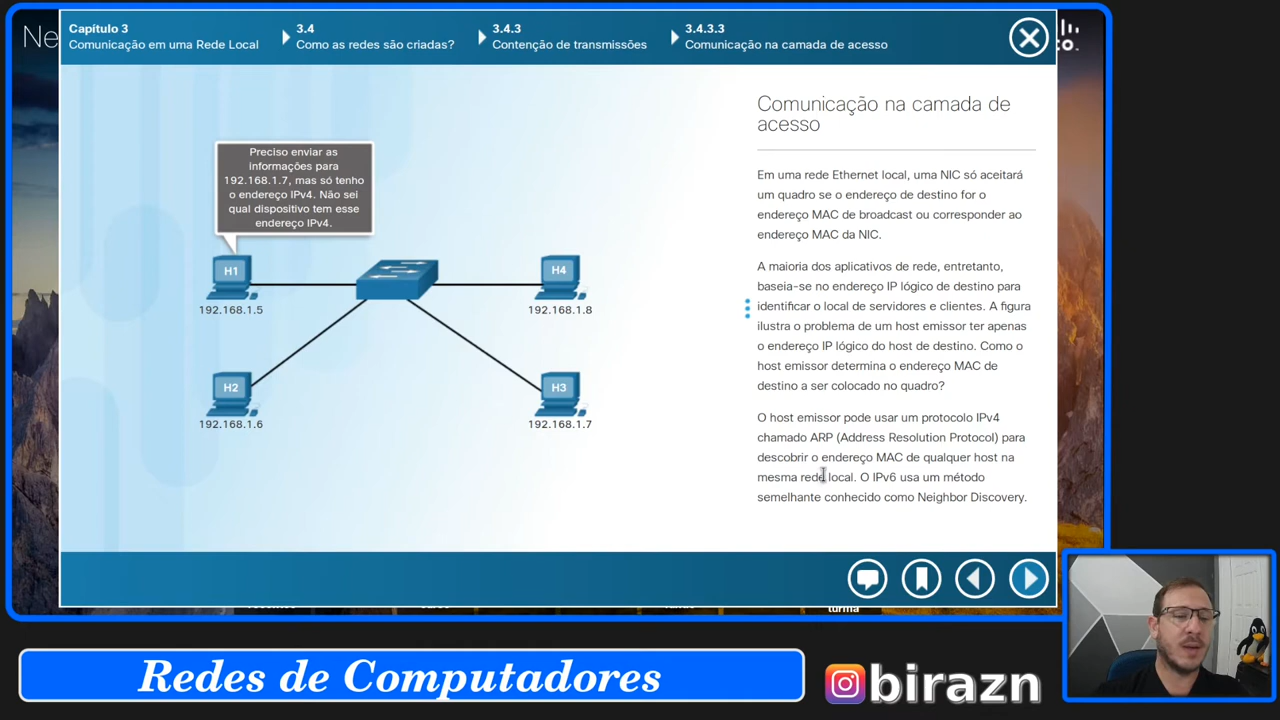 Ne
Capítulo 3
Comunicação em uma Rede Local
3.4
Como as redes são criadas?
3.4.3
Contenção de transmissões
3.4.3.3
Comunicação na camada de acesso
Comunicação na camada de
acesso
Preciso enviar as
informações para
192.168.1.7, mas só tenho
o endereço IPv4. Não sei
qual dispositivo tem esse
endereço IPv4.
H1
192.168.1.5
H4
192.168.1.8
H2
192.168.1.6
H3
192.168.1.7
Em uma rede Ethernet local, uma NIC só aceitará
um quadro se o endereço de destino for o
endereço MAC de broadcast ou corresponder ao
endereço MAC da NIC.
A maioria dos aplicativos de rede, entretanto,
baseia-se no endereço IP lógico de destino para
identificar o local de servidores e clientes. A figura
ilustra o problema de um host emissor ter apenas
o endereço IP lógico do host de destino. Como o
host emissor determina o endereço MAC de
destino a ser colocado no quadro?
O host emissor pode usar um protocolo IPv4
chamado ARP (Address Resolution Protocol) para
descobrir o endereço MAC de qualquer host na
mesma rede local. O IPv6 usa um método
semelhante conhecido como Neighbor Discovery.
turma
Redes de Computadores
birazn